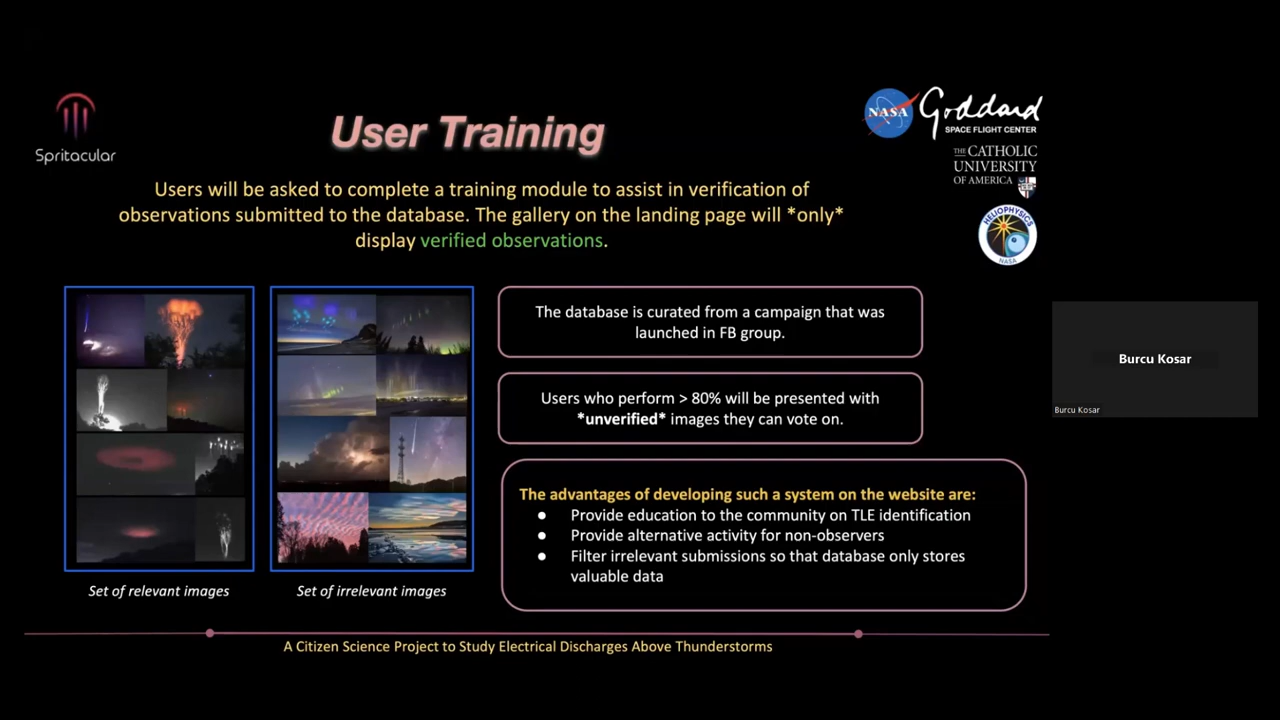 Spritacular
User Training
NASA
Goddard
SPACE FLIGHT CENTER
THE CATHOLIC
UNIVERSITY
OF AMERICA
HELIOPHYSICS
NASA
Users will be asked to complete a training module to assist in verification of
observations submitted to the database. The gallery on the landing page will *only*
display verified observations.
The database is curated from a campaign that was
launched in FB group.
Users who perform > 80% will be presented with
*unverified* images they can vote on.
The advantages of developing such a system on the website are:
● Provide education to the community on TLE identification
● Provide alternative activity for non-observers
● Filter irrelevant submissions so that database only stores
valuable data
Set of relevant images
Set of irrelevant images
A Citizen Science Project to Study Electrical Discharges Above Thunderstorms
Burcu Kosar
Burcu Kosar